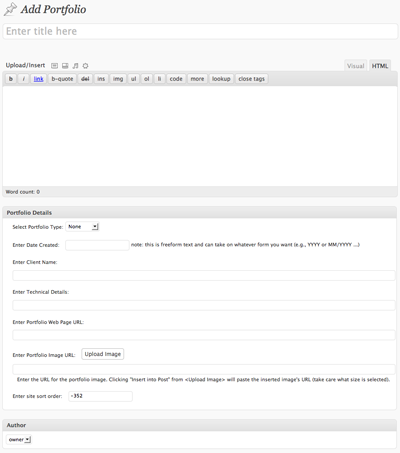 Add Portfolio
Enter title here
Upload/Insert Visual HTML
b i link b-quote del ins img ul ol li code more lookup close tags
Word count: 0
Portfolio Details
Select Portfolio Type: None
Enter Date Created: note: this is freeform text and can take on whatever form you want (e.g., YYYY or MM/YYYY ...)
Enter Client Name:
Enter Technical Details:
Enter Portfolio Web Page URL:
Enter Portfolio Image URL: Upload Image
Enter the URL for the portfolio image. Clicking "Insert into Post" from <Upload Image> will paste the inserted image's URL (take care what size is selected).
Enter site sort order: -352
Author
owner